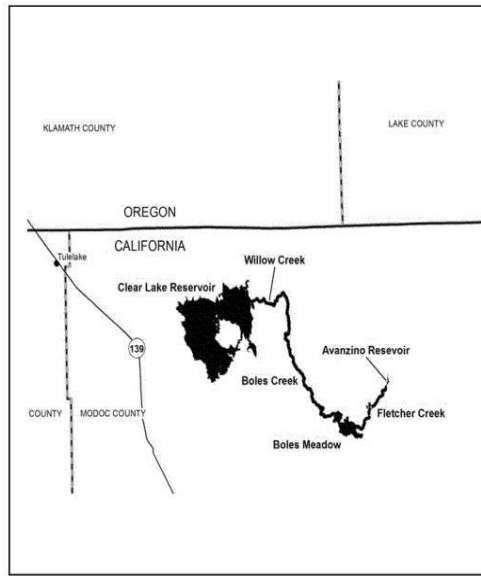 KLAMATH COUNTY
LAKE COUNTY
OREGON
CALIFORNIA
Tulelake
Willow Creek
Clear Lake Reservoir
139
Avanzino Resevoir
Boles Creek
Fletcher Creek
COUNTY
MODOC COUNTY
Boles Meadow